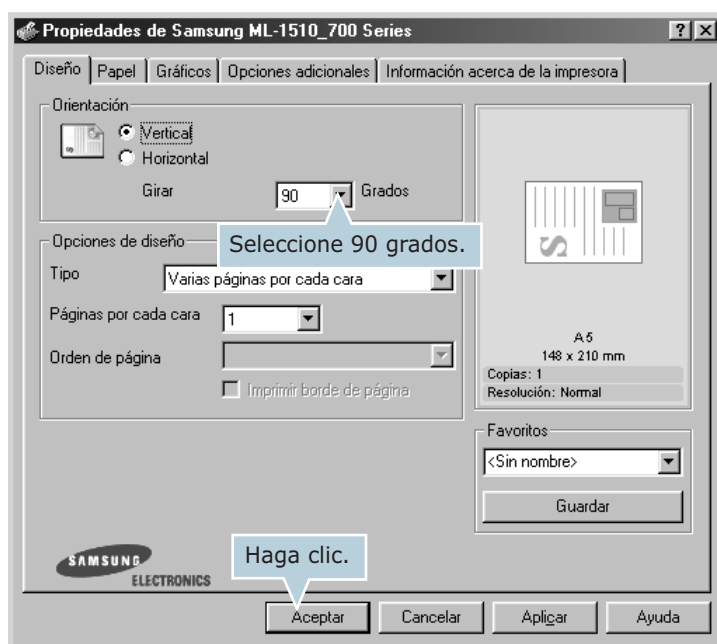 Propiedades de Samsung ML-1510_700 Series
Diseño Papel Gráficos Opciones adicionales Información acerca de la impresora
Orientación
Vertical
Horizontal
Girar 90 Grados
Seleccione 90 grados.
Opciones de diseño
Tipo Varias páginas por cada cara
Páginas por cada cara 1
Orden de página
Imprimir borde de página
S
A5
148 x 210 mm
Copias: 1
Resolución: Normal
Favoritos
<Sin nombre>
Guardar
SAMSUNG
ELECTRONICS
Haga clic.
Aceptar Cancelar Aplicar Ayuda